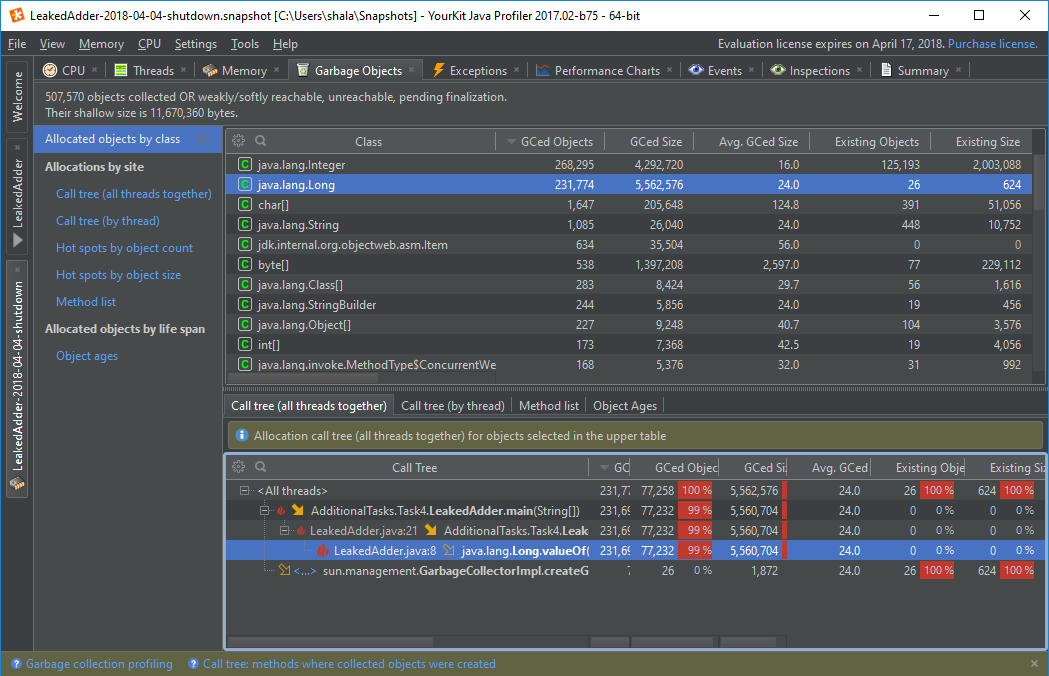 LeakedAdder-2018-04-04-shutdown.snapshot [C:\Users\shala\Snapshots] - YourKit Java Profiler 2017.02-b75 - 64-bit
File View Memory CPU Settings Tools Help Evaluation license expires on April 17, 2018. Purchase license.
CPU × Threads × Memory × Garbage Objects × Exceptions × Performance Charts × Events × Inspections × Summary ×
Welcome
LeakedAdder
LeakedAdder-2018-04-04-shutdown
507,570 objects collected OR weakly/softly reachable, unreachable, pending finalization.
Their shallow size is 11,670,360 bytes.
Allocated objects by class
Allocations by site
Call tree (all threads together)
Call tree (by thread)
Hot spots by object count
Hot spots by object size
Method list
Allocated objects by life span
Object ages
Class GCed Objects GCed Size Avg. GCed Size Existing Objects Existing Size
C java.lang.Integer 268,295 4,292,720 16.0 125,193 2,003,088
C java.lang.Long 231,774 5,562,576 24.0 26 624
C char[] 1,647 205,648 124.8 391 51,056
C java.lang.String 1,085 26,040 24.0 448 10,752
C jdk.internal.org.objectweb.asm.Item 634 35,504 56.0 0 0
C byte[] 538 1,397,208 2,597.0 77 229,112
C java.lang.Class[] 283 8,424 29.7 56 1,616
C java.lang.StringBuilder 244 5,856 24.0 19 456
C java.lang.Object[] 227 9,248 40.7 104 3,576
C int[] 173 7,368 42.5 19 4,056
C java.lang.invoke.MethodType$ConcurrentWe 168 5,376 32.0 31 992
Call tree (all threads together) Call tree (by thread) Method list Object Ages
Allocation call tree (all threads together) for objects selected in the upper table
Call Tree GC GCed Objec GCed Si Avg. GCed Existing Obje Existing Siz
<All threads> 231,77 77,258 100 % 5,562,576 24.0 26 100 % 624 100 %
AdditionalTasks.Task4.LeakedAdder.main(String[]) 231,69 77,232 99 % 5,560,704 24.0 0 0 % 0 0 %
LeakedAdder.java:21 AdditionalTasks.Task4.Leak 231,69 77,232 99 % 5,560,704 24.0 0 0 % 0 0 %
LeakedAdder.java:8 java.lang.Long.valueOf( 231,69 77,232 99 % 5,560,704 24.0 0 0 % 0 0 %
<...> sun.management.GarbageCollectorImpl.createG 7 26 0 % 1,872 24.0 26 100 % 624 100 %
Garbage collection profiling Call tree: methods where collected objects were created ×